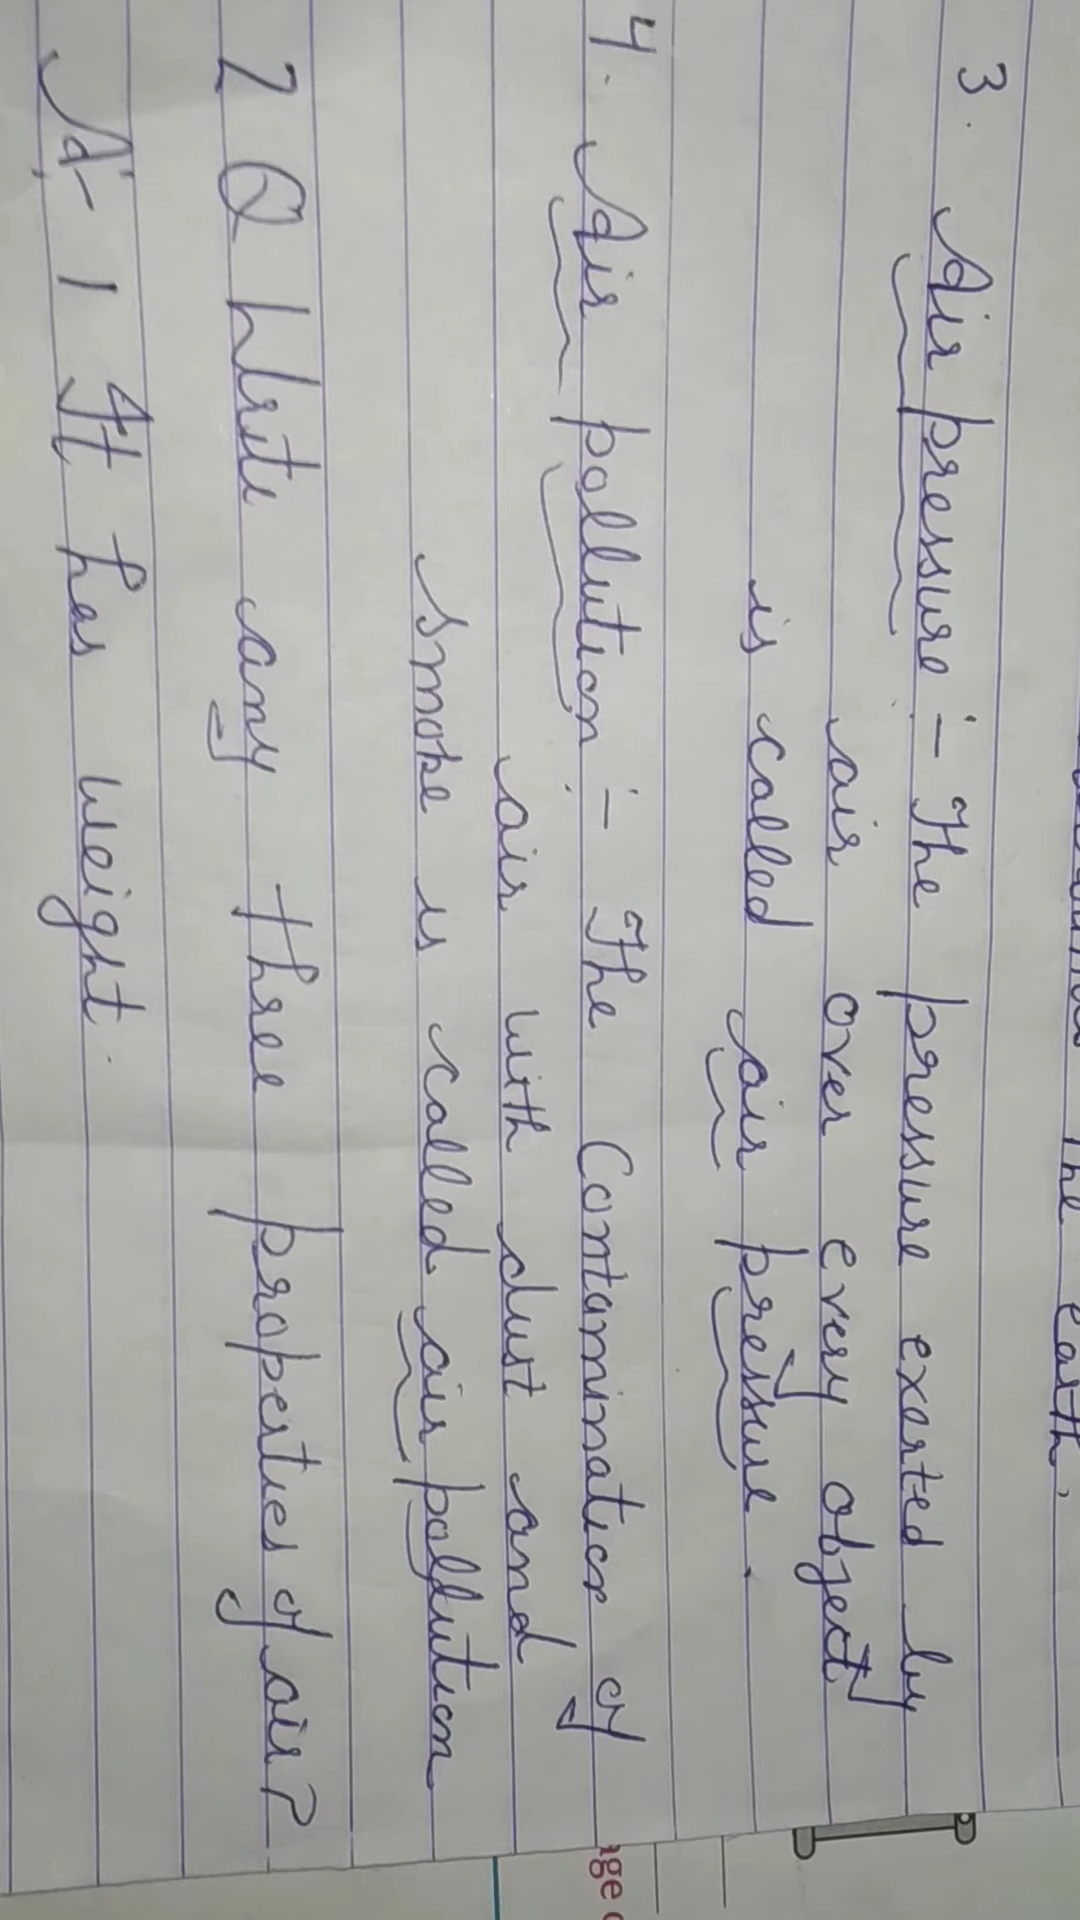 The earth.
3. Air pressure :- The pressure exerted by
air over every object
is called air pressure.
4. Air pollution :- The Contamination of
air with dust and
smoke is called air pollution
2 Q Write any three properties of air?
A- 1 It has weight.